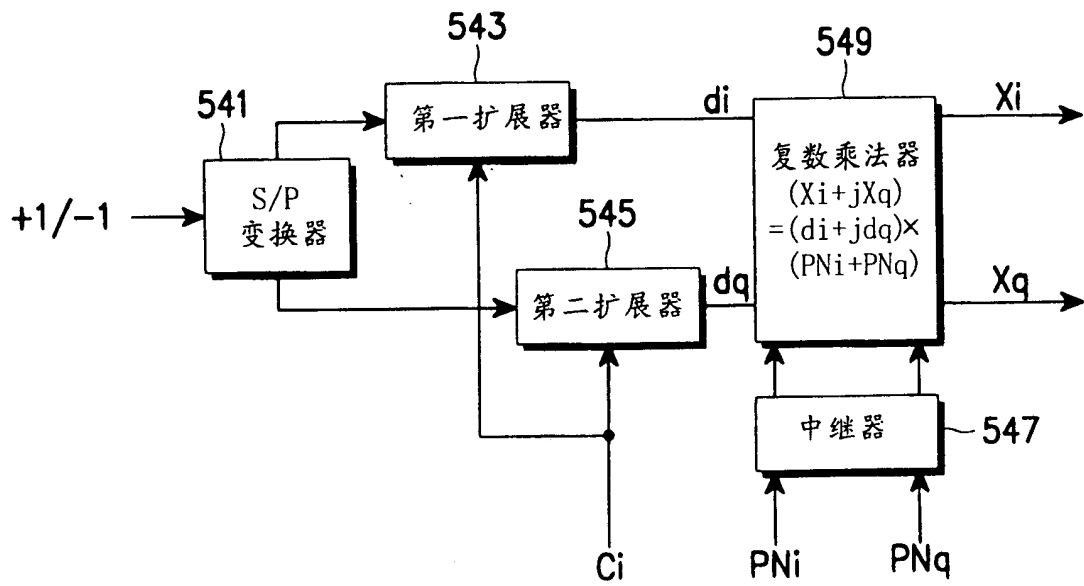 543
549
541
第一扩展器
di
Xi
+1/-1
S/P
变换器
复数乘法器
(Xi+jXq)
=(di+jdq)×
(PNi+PNq)
545
第二扩展器
dq
Xq
中继器
547
Ci
PNi
PNq